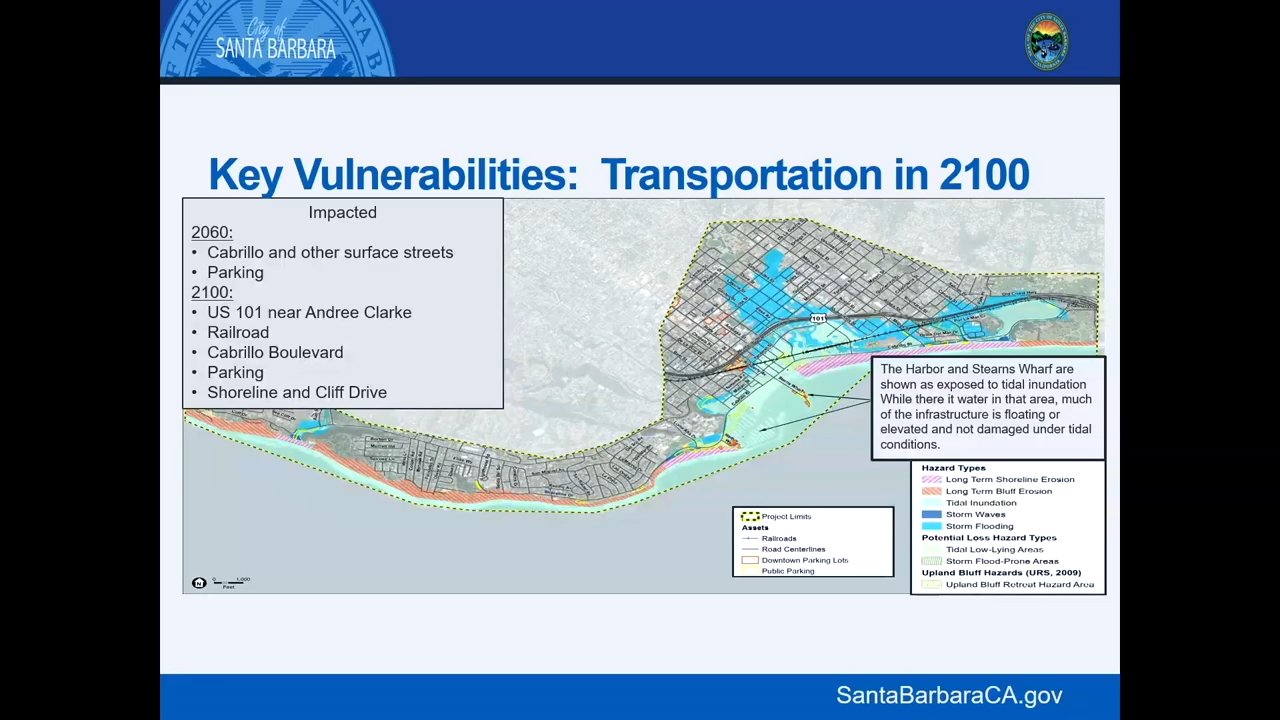 City of
SANTA BARBARA
Key Vulnerabilities: Transportation in 2100
Impacted
2060:
• Cabrillo and other surface streets
• Parking
2100:
• US 101 near Andree Clarke
• Railroad
• Cabrillo Boulevard
• Parking
• Shoreline and Cliff Drive
101
The Harbor and Stearns Wharf are
shown as exposed to tidal inundation
While there it water in that area, much
of the infrastructure is floating or
elevated and not damaged under tidal
conditions.
Hazard Types
Long Term Shoreline Erosion
Long Term Bluff Erosion
Tidal Inundation
Storm Waves
Storm Flooding
Potential Loss Hazard Types
Tidal Low-Lying Areas
Storm Flood-Prone Areas
Upland Bluff Hazards (URS, 2009)
Upland Bluff Retreat Hazard Area
Project Limits
Assets
Railroads
Road Centerlines
Downtown Parking Lots
Public Parking
N
0 1,000
Feet
SantaBarbaraCA.gov